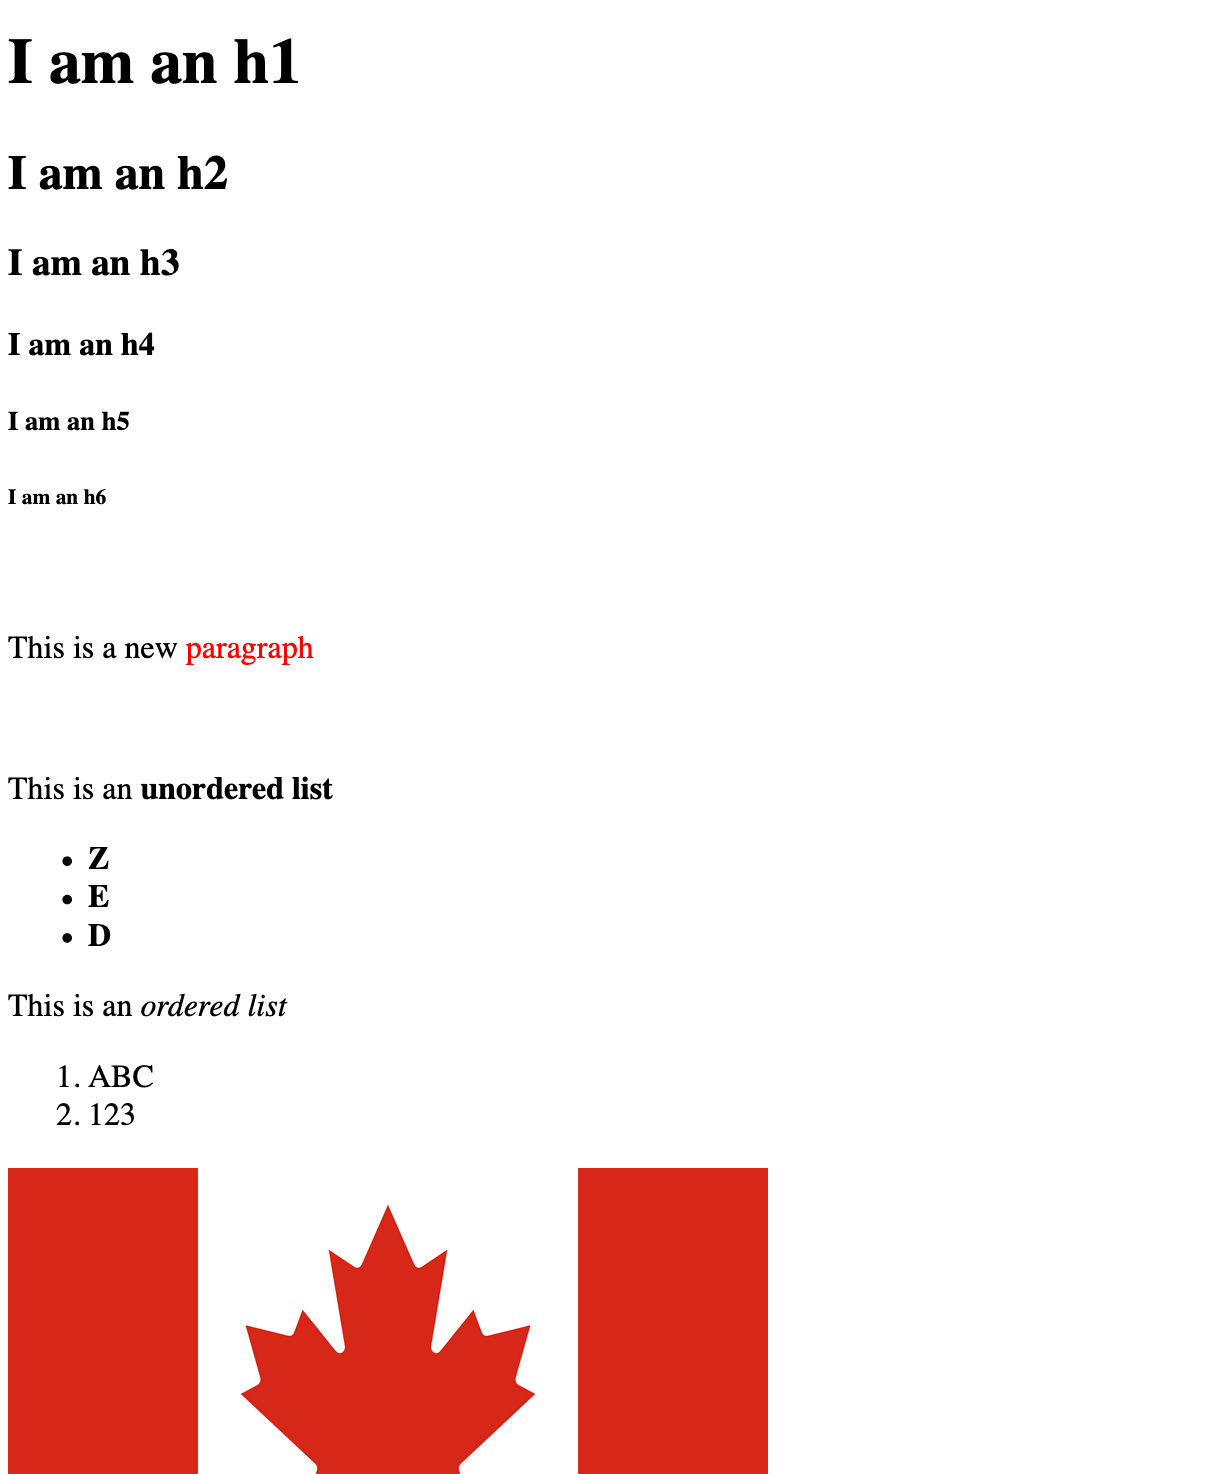 I am an h1
I am an h2
I am an h3
I am an h4
I am an h5
I am an h6
This is a new paragraph
This is an unordered list
• Z
• E
• D
This is an ordered list
1. ABC
2. 123